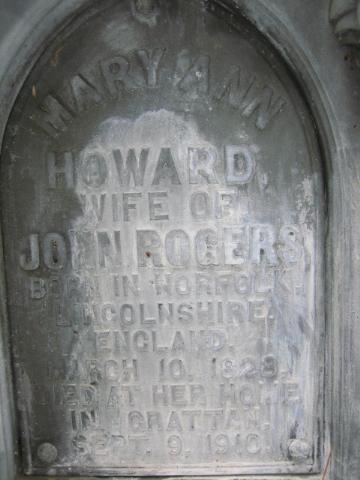 MARY ANN
HOWARD,
WIFE OF
JOHN ROGERS
BORN IN NORFOLKH
LINCOLNSHIRE,
ENGLAND,
MARCH 10, 1828,
DIED AT HER HOME
IN GRATTAN,
SEPT. 9, 1910.